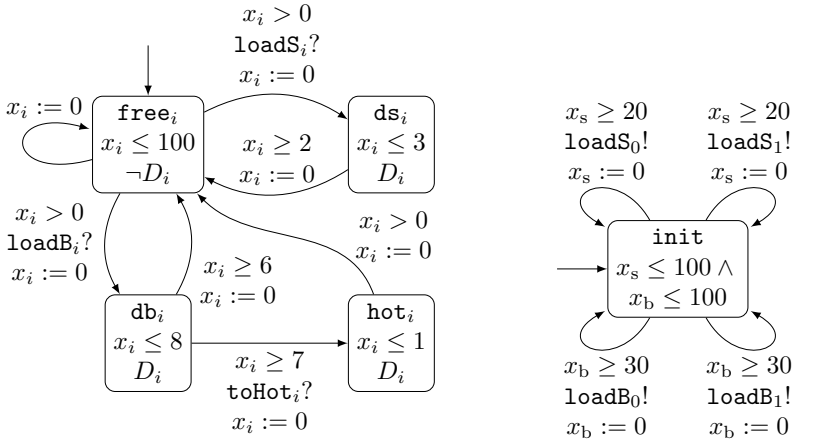 x_i > 0
loadS_i?
x_i := 0
x_i := 0
free_i
x_i ≤ 100
¬D_i
x_i ≥ 2
x_i := 0
ds_i
x_i ≤ 3
D_i
x_i > 0
loadB_i?
x_i := 0
x_i ≥ 6
x_i := 0
x_i > 0
x_i := 0
db_i
x_i ≤ 8
D_i
x_i ≥ 7
toHot_i?
x_i := 0
hot_i
x_i ≤ 1
D_i
x_s ≥ 20
loadS_0!
x_s := 0
x_s ≥ 20
loadS_1!
x_s := 0
init
x_s ≤ 100 ∧
x_b ≤ 100
x_b ≥ 30
loadB_0!
x_b := 0
x_b ≥ 30
loadB_1!
x_b := 0